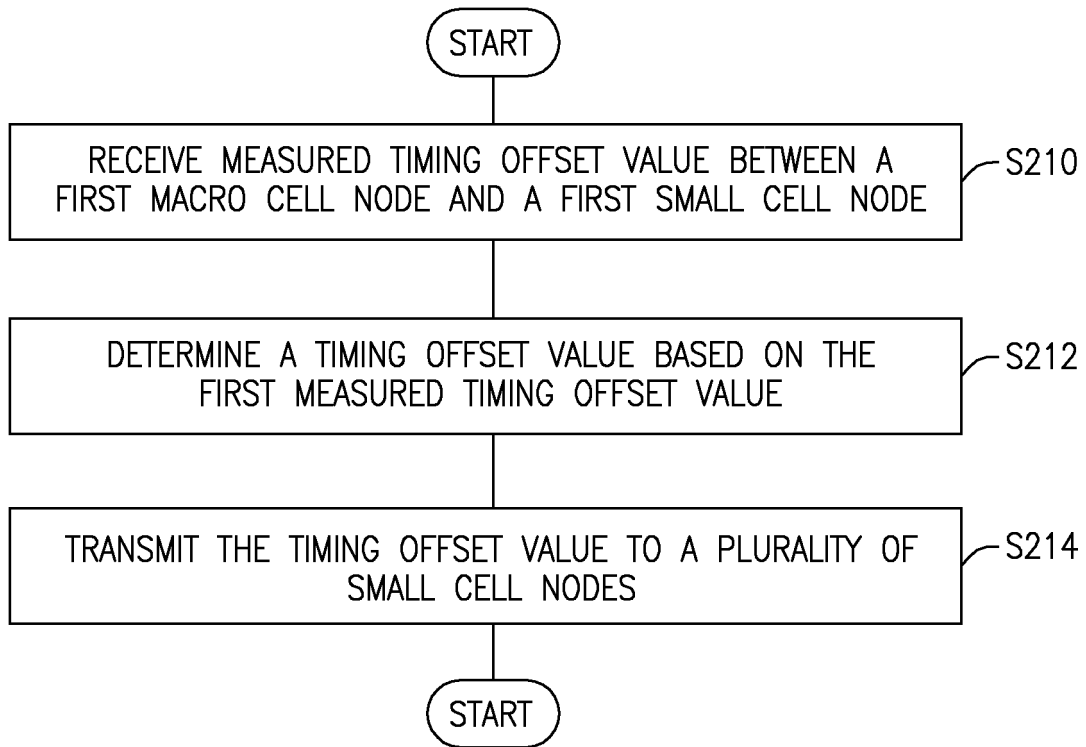 START
RECEIVE MEASURED TIMING OFFSET VALUE BETWEEN A
FIRST MACRO CELL NODE AND A FIRST SMALL CELL NODE
S210
DETERMINE A TIMING OFFSET VALUE BASED ON THE
FIRST MEASURED TIMING OFFSET VALUE
S212
TRANSMIT THE TIMING OFFSET VALUE TO A PLURALITY OF
SMALL CELL NODES
S214
START